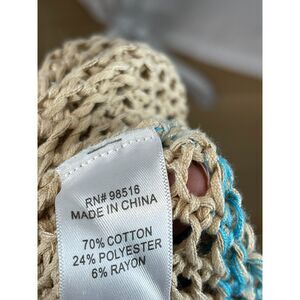 RN# 98516
MADE IN CHINA
70% COTTON
24% POLYESTER
6% RAYON